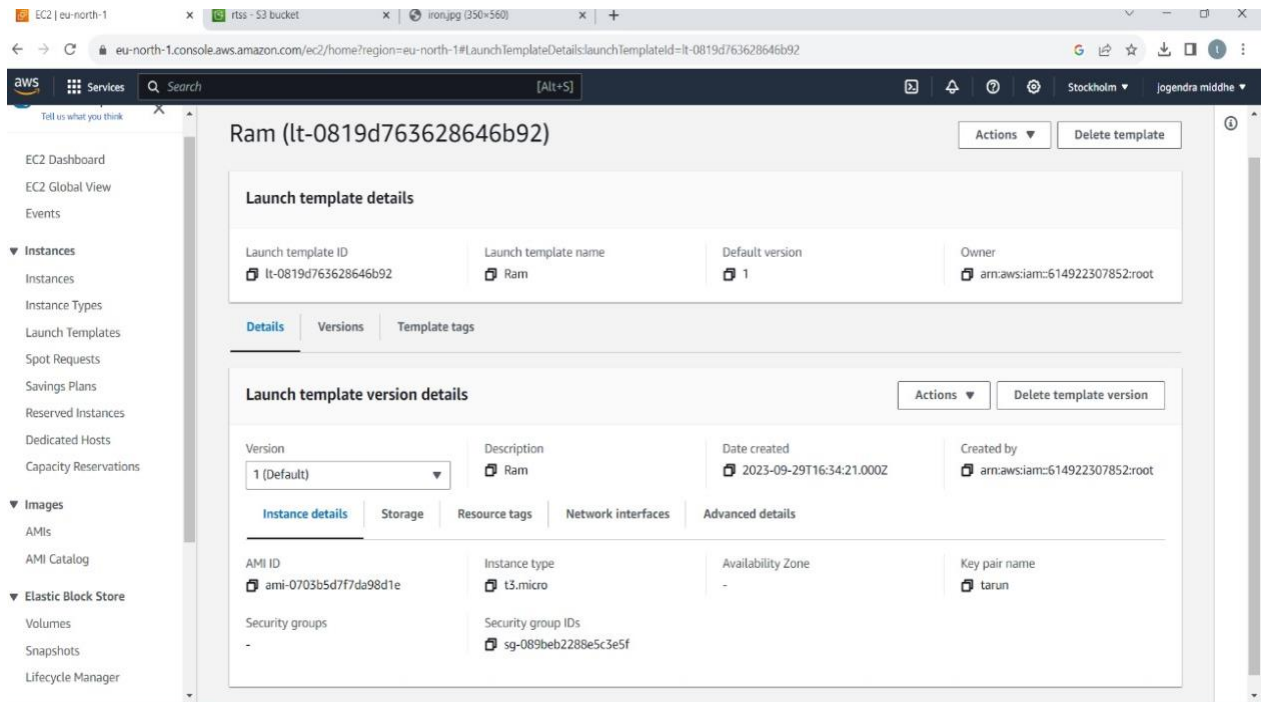 EC2 | eu-north-1 × rtss - S3 bucket × iron.jpg (350×560) × +
eu-north-1.console.aws.amazon.com/ec2/home?region=eu-north-1#LaunchTemplateDetails:launchTemplateId=lt-0819d763628646b92
aws Services Search [Alt+S] Stockholm ▼ jogendra middhe ▼
Tell us what you think
EC2 Dashboard
EC2 Global View
Events
▼ Instances
Instances
Instance Types
Launch Templates
Spot Requests
Savings Plans
Reserved Instances
Dedicated Hosts
Capacity Reservations
▼ Images
AMIs
AMI Catalog
▼ Elastic Block Store
Volumes
Snapshots
Lifecycle Manager
Ram (lt-0819d763628646b92)
Actions ▼ Delete template
Launch template details
Launch template ID Launch template name Default version Owner
lt-0819d763628646b92 Ram 1 arn:aws:iam::614922307852:root
Details Versions Template tags
Launch template version details
Actions ▼ Delete template version
Version Description Date created Created by
1 (Default) ▼ Ram 2023-09-29T16:34:21.000Z arn:aws:iam::614922307852:root
Instance details Storage Resource tags Network interfaces Advanced details
AMI ID Instance type Availability Zone Key pair name
ami-0703b5d7f7da98d1e t3.micro - tarun
Security groups Security group IDs
- sg-089beb2288e5c3e5f